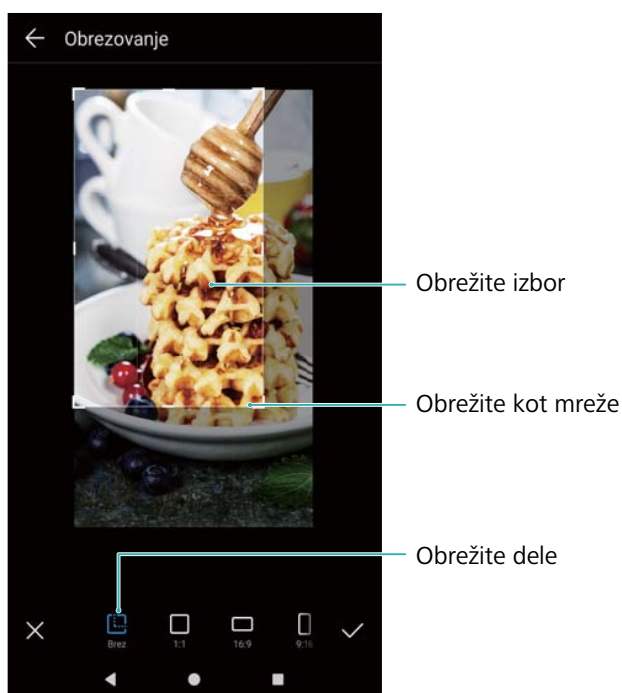 Obrezovanje
Obrežite izbor
Obrežite kot mreže
Obrežite dele
Brez
1:1
16:9
9:16